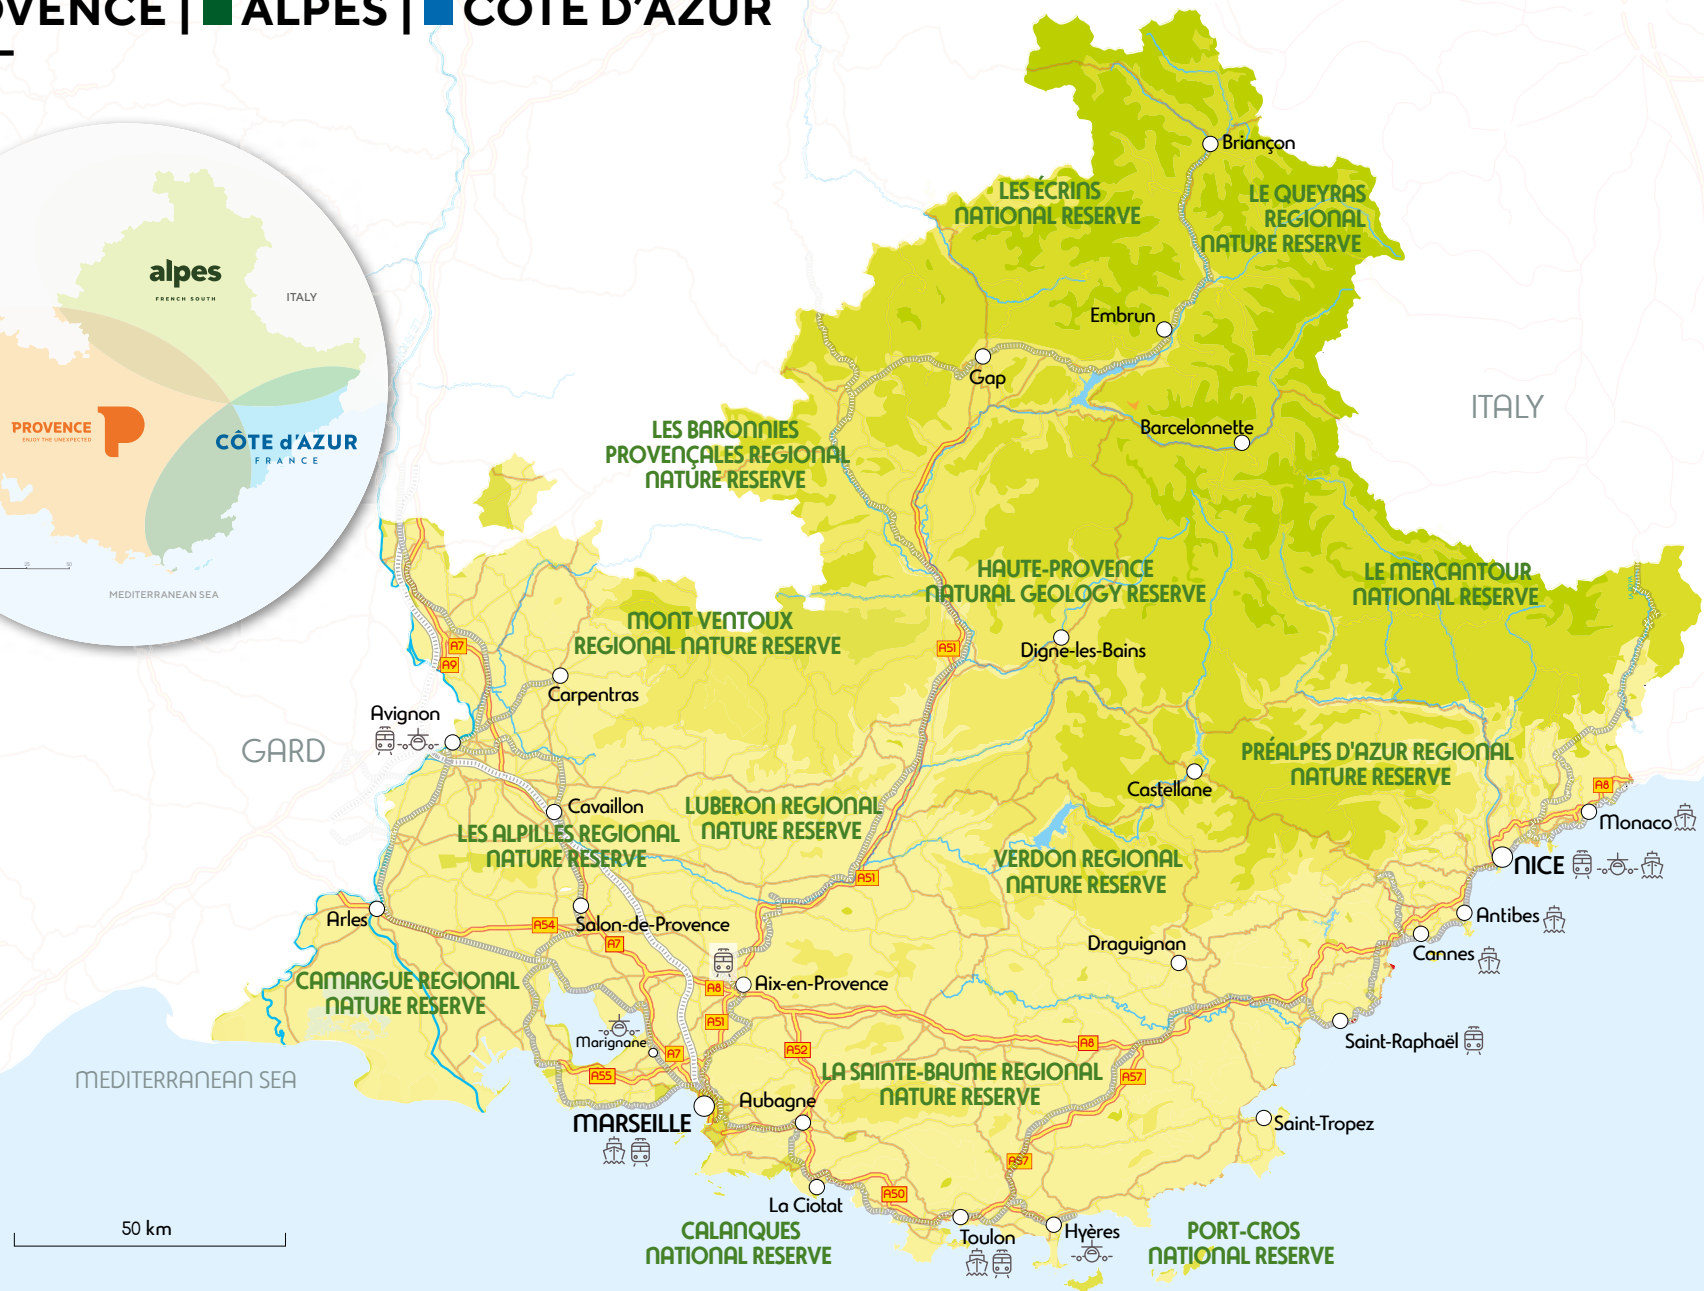 OVENCE | ALPES | CÔTE D'AZUR
alpes
FRENCH SOUTH
ITALY
PROVENCE
ENJOY THE UNEXPECTED
CÔTE d'AZUR
FRANCE
25
50
MEDITERRANEAN SEA
Briançon
LES ÉCRINS
NATIONAL RESERVE
LE QUEYRAS
REGIONAL
NATURE RESERVE
Embrun
Gap
ITALY
Barcelonnette
LES BARONNIES
PROVENÇALES REGIONAL
NATURE RESERVE
HAUTE-PROVENCE
NATURAL GEOLOGY RESERVE
LE MERCANTOUR
NATIONAL RESERVE
MONT VENTOUX
REGIONAL NATURE RESERVE
A7
A9
A51
Digne-les-Bains
Carpentras
Avignon
GARD
PRÉALPES D'AZUR REGIONAL
NATURE RESERVE
Castellane
A8
Cavaillon
LUBERON REGIONAL
NATURE RESERVE
Monaco
LES ALPILLES REGIONAL
NATURE RESERVE
VERDON REGIONAL
NATURE RESERVE
NICE
A51
Arles
A54
Salon-de-Provence
A7
Antibes
Draguignan
Cannes
CAMARGUE REGIONAL
NATURE RESERVE
A8
Aix-en-Provence
A51
Marignane
A7
A52
A8
Saint-Raphaël
MEDITERRANEAN SEA
A55
LA SAINTE-BAUME REGIONAL
NATURE RESERVE
A57
Aubagne
MARSEILLE
Saint-Tropez
A57
La Ciotat
A50
50 km
CALANQUES
NATIONAL RESERVE
Toulon
Hyères
PORT-CROS
NATIONAL RESERVE